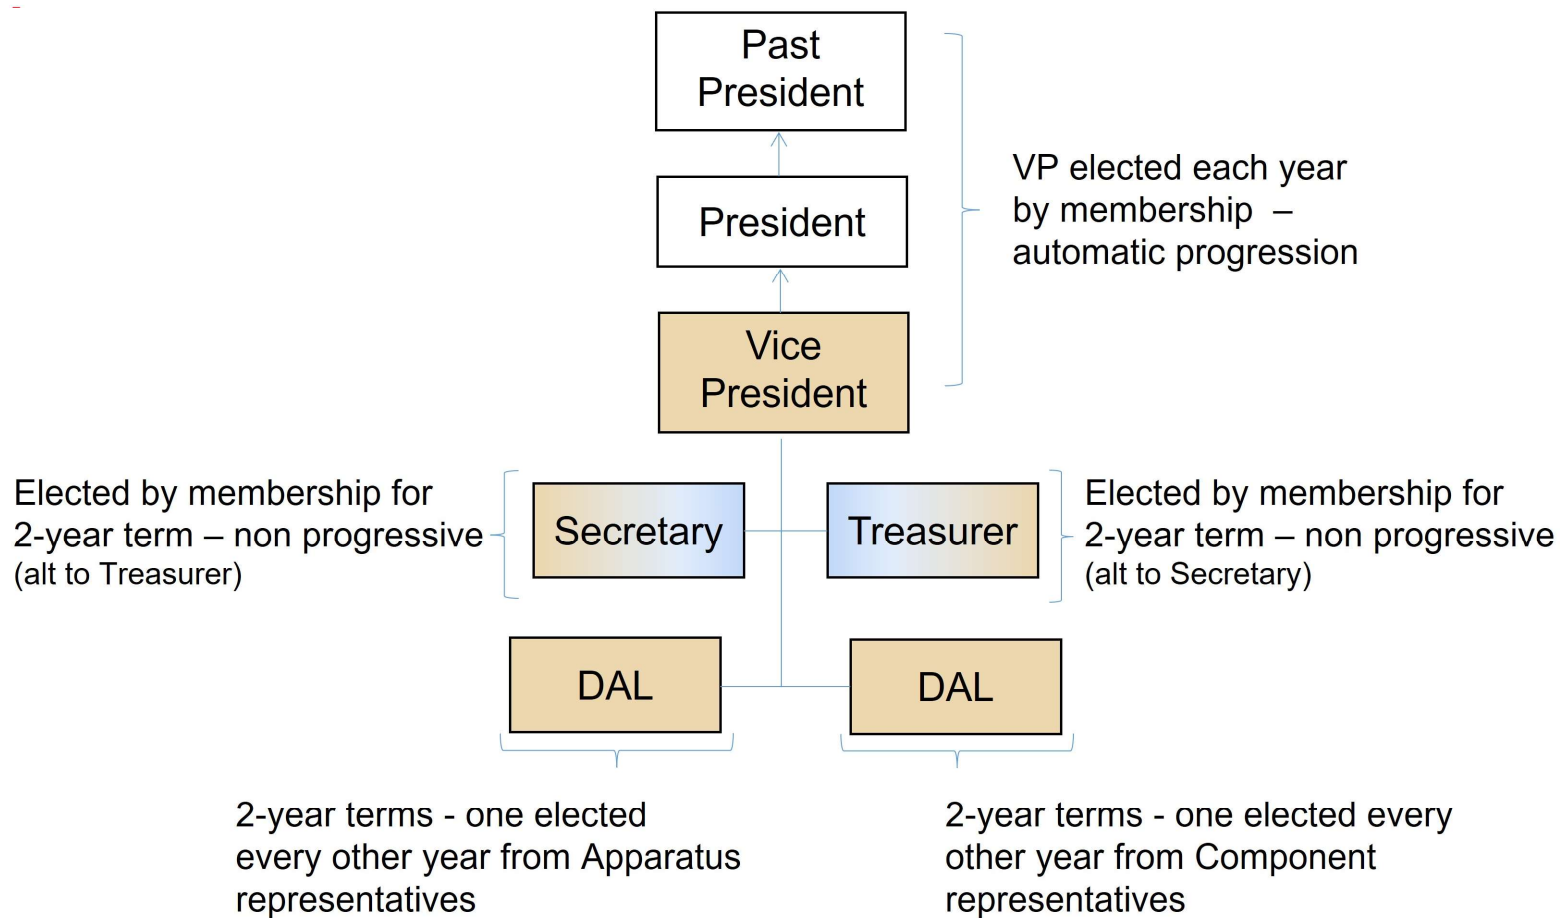 Past
President
President
VP elected each year
by membership –
automatic progression
Vice
President
Elected by membership for
2-year term – non progressive
(alt to Treasurer)
Secretary
Treasurer
Elected by membership for
2-year term – non progressive
(alt to Secretary)
DAL
DAL
2-year terms - one elected
every other year from Apparatus
representatives
2-year terms - one elected every
other year from Component
representatives